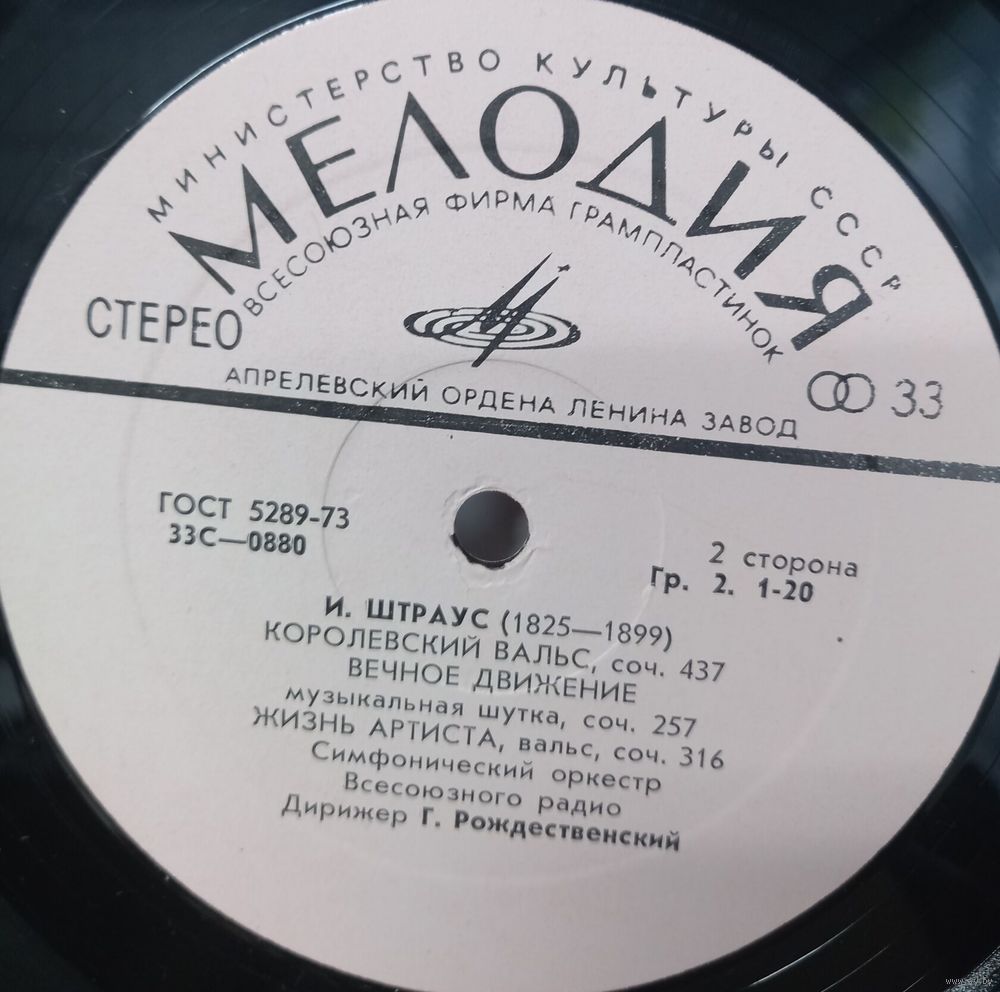 МИНИСТЕРСТВО КУЛЬТУРЫ СССР
МЕЛОДИЯ
ВСЕСОЮЗНАЯ ФИРМА ГРАМПЛАСТИНОК
СТЕРЕО
33
АПРЕЛЕВСКИЙ ОРДЕНА ЛЕНИНА ЗАВОД
ГОСТ 5289-73
33С—0880
2 сторона
Гр. 2. 1-20
И. ШТРАУС (1825—1899)
КОРОЛЕВСКИЙ ВАЛЬС, соч. 437
ВЕЧНОЕ ДВИЖЕНИЕ
музыкальная шутка, соч. 257
ЖИЗНЬ АРТИСТА, вальс, соч. 316
Симфонический оркестр
Всесоюзного радио
Дирижер Г. Рождественский